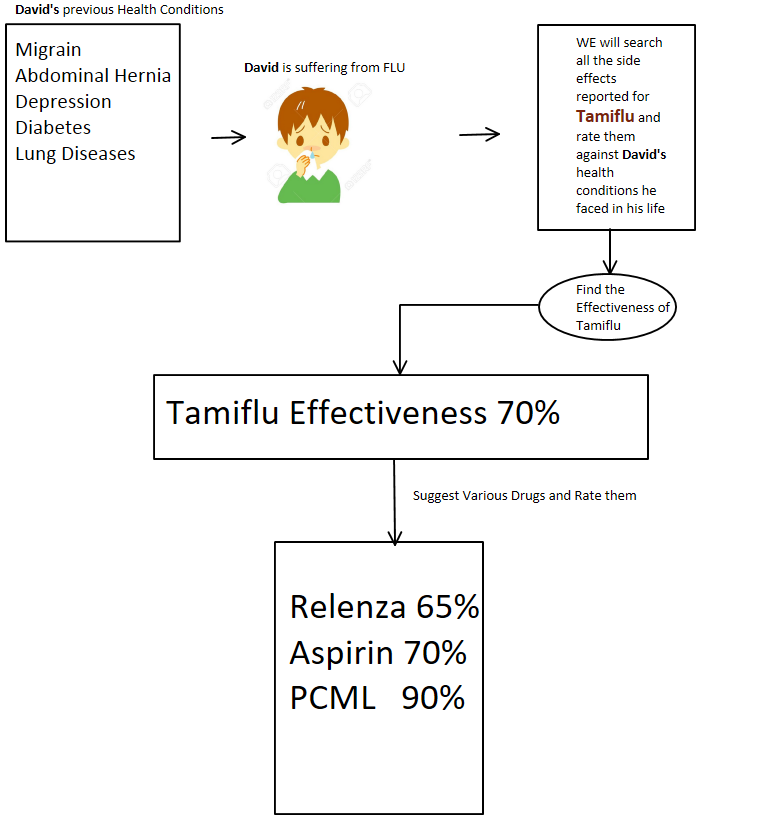 David's previous Health Conditions
Migrain
Abdominal Hernia
Depression
Diabetes
Lung Diseases
David is suffering from FLU
WE will search
all the side
effects
reported for
Tamiflu and
rate them
against David's
health
conditions he
faced in his life
Find the
Effectiveness of
Tamiflu
Tamiflu Effectiveness 70%
Suggest Various Drugs and Rate them
Relenza 65%
Aspirin 70%
PCML 90%